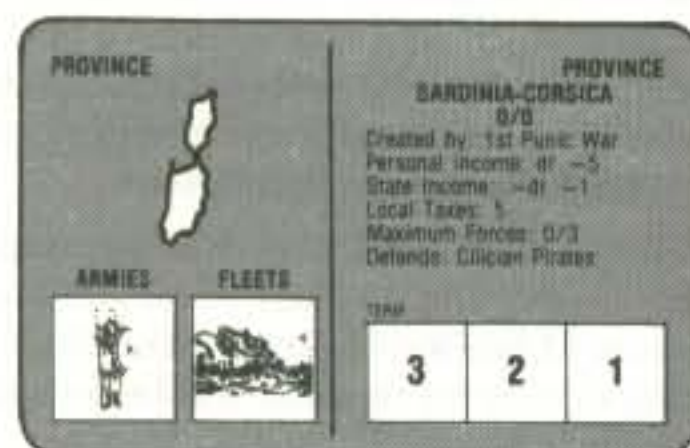 PROVINCE
ARMIES
FLEETS
PROVINCE
SARDINIA-CORSICA
0/0
Created by: 1st Punic War
Personal income: dr −5
State Income: −dr −1
Local Taxes: 5
Maximum Forces: 0/3
Defends: Cilician Pirates
TERM
3 2 1